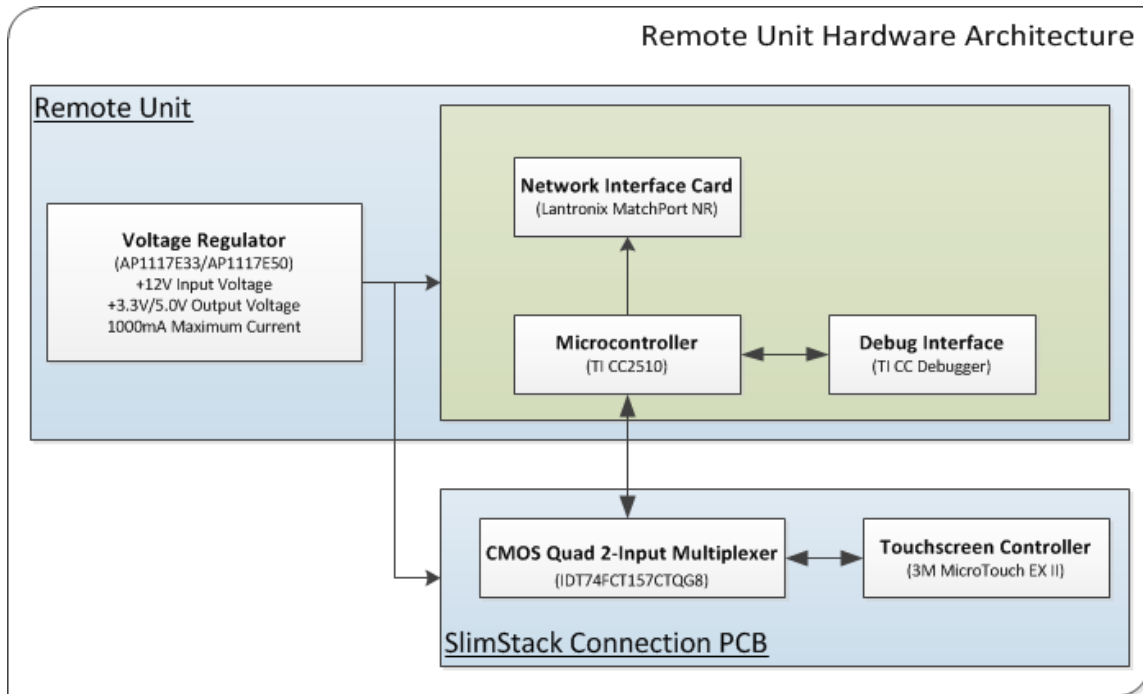 Remote Unit Hardware Architecture
Remote Unit
Network Interface Card
(Lantronix MatchPort NR)
Voltage Regulator
(AP1117E33/AP1117E50)
+12V Input Voltage
+3.3V/5.0V Output Voltage
1000mA Maximum Current
Microcontroller
(TI CC2510)
Debug Interface
(TI CC Debugger)
CMOS Quad 2-Input Multiplexer
(IDT74FCT157CTQG8)
Touchscreen Controller
(3M MicroTouch EX II)
SlimStack Connection PCB